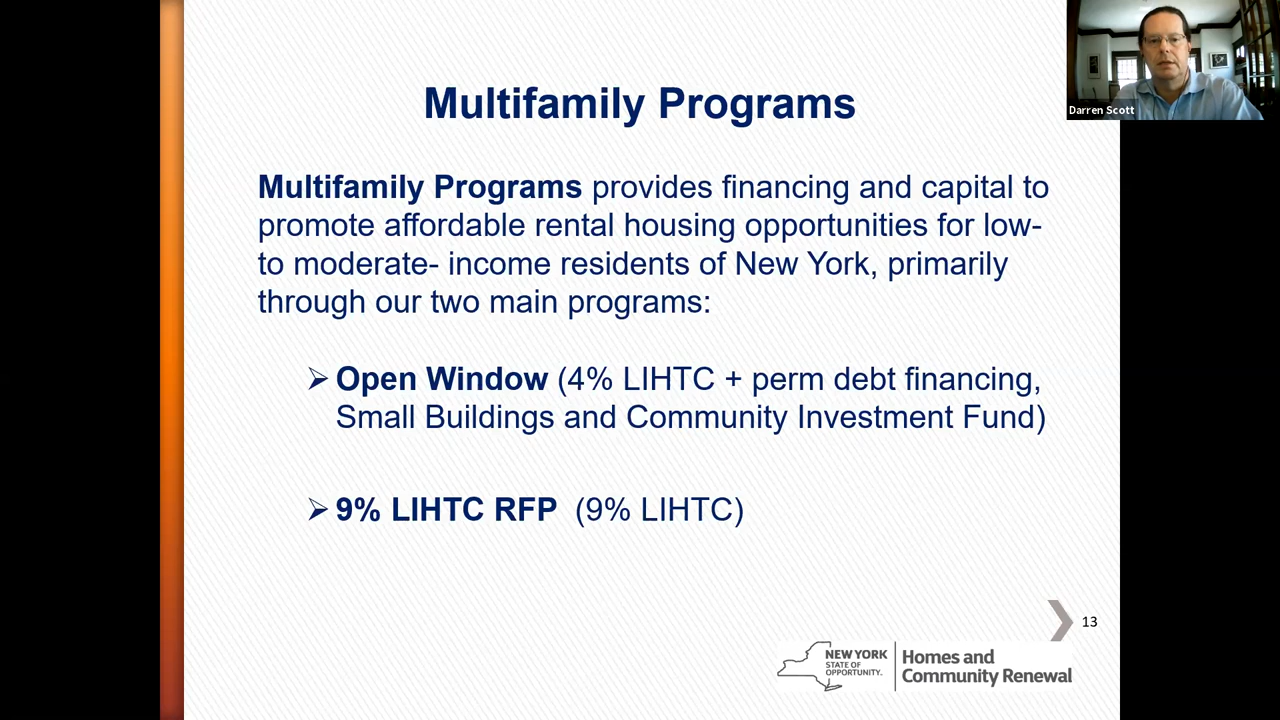 Multifamily Programs
Darren Scott
Multifamily Programs provides financing and capital to
promote affordable rental housing opportunities for low-
to moderate- income residents of New York, primarily
through our two main programs:
➢ Open Window (4% LIHTC + perm debt financing,
Small Buildings and Community Investment Fund)
➢ 9% LIHTC RFP (9% LIHTC)
13
NEW YORK
STATE OF
OPPORTUNITY.
Homes and
Community Renewal